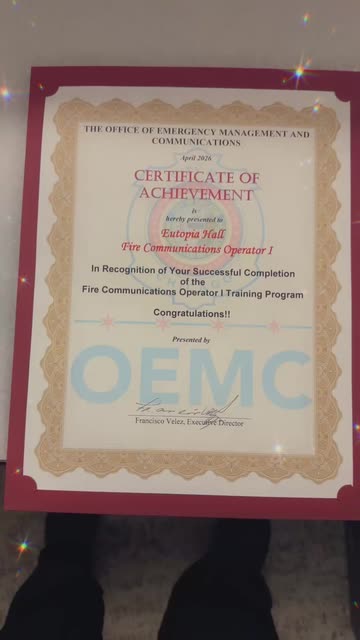 THE OFFICE OF EMERGENCY MANAGEMENT AND
COMMUNICATIONS
April 2026
CERTIFICATE OF
ACHIEVEMENT
is
hereby presented to
Eutopia Hall
Fire Communications Operator I
In Recognition of Your Successful Completion
of the
Fire Communications Operator I Training Program
Congratulations!!
Presented by
OEMC
Francisco Valez, Executive Director